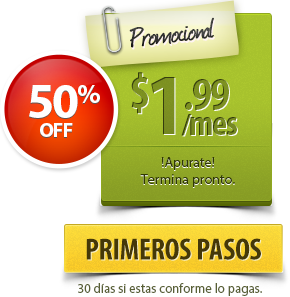 Promocional
50%
OFF
$1.99
/mes
!Apurate!
Termina pronto.
PRIMEROS PASOS
30 días si estas conforme lo pagas.